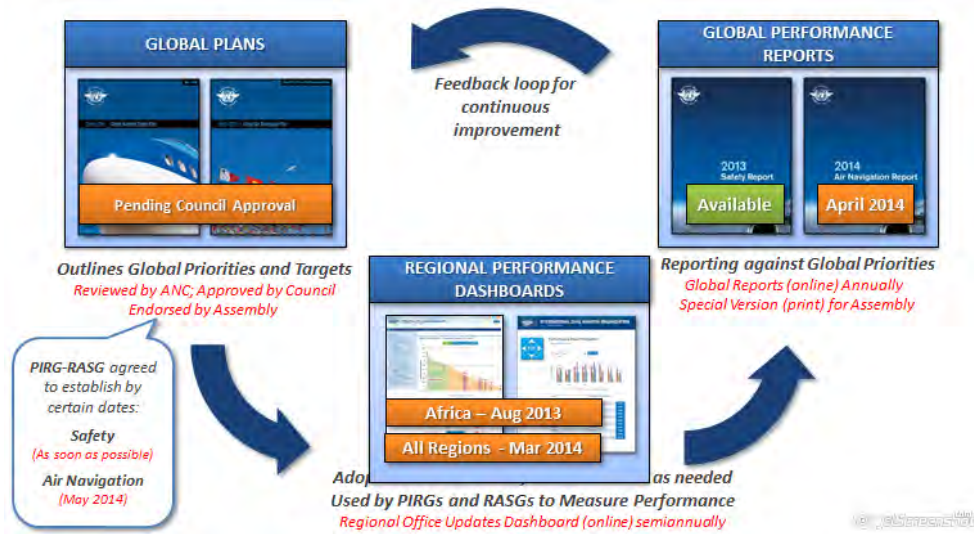 GLOBAL PLANS
Pending Council Approval
Outlines Global Priorities and Targets
Reviewed by ANC; Approved by Council
Endorsed by Assembly
Feedback loop for
continuous
improvement
GLOBAL PERFORMANCE
REPORTS
2013
Safety Report
Available
2014
Air Navigation Report
April 2014
Reporting against Global Priorities
Global Reports (online) Annually
Special Version (print) for Assembly
PIRG-RASG agreed
to establish by
certain dates:
Safety
(As soon as possible)
Air Navigation
(May 2014)
REGIONAL PERFORMANCE
DASHBOARDS
Africa – Aug 2013
All Regions - Mar 2014
as needed
Used by PIRGs and RASGs to Measure Performance
Regional Office Updates Dashboard (online) semiannually